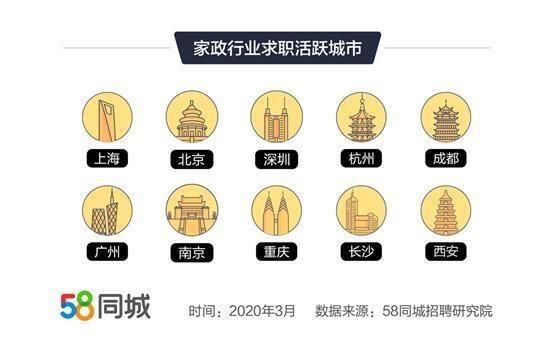 家政行业求职活跃城市
上海 北京 深圳 杭州 成都
广州 南京 重庆 长沙 西安
58同城 时间：2020年3月 数据来源：58同城招聘研究院